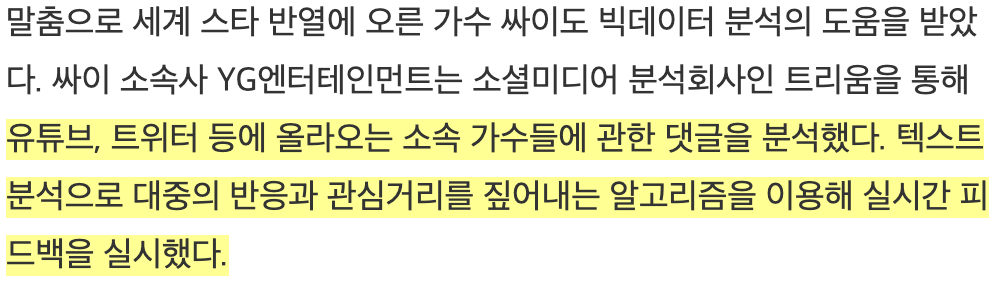 말춤으로 세계 스타 반열에 오른 가수 싸이도 빅데이터 분석의 도움을 받았
다. 싸이 소속사 YG엔터테인먼트는 소셜미디어 분석회사인 트리움을 통해
유튜브, 트위터 등에 올라오는 소속 가수들에 관한 댓글을 분석했다. 텍스트
분석으로 대중의 반응과 관심거리를 짚어내는 알고리즘을 이용해 실시간 피
드백을 실시했다.